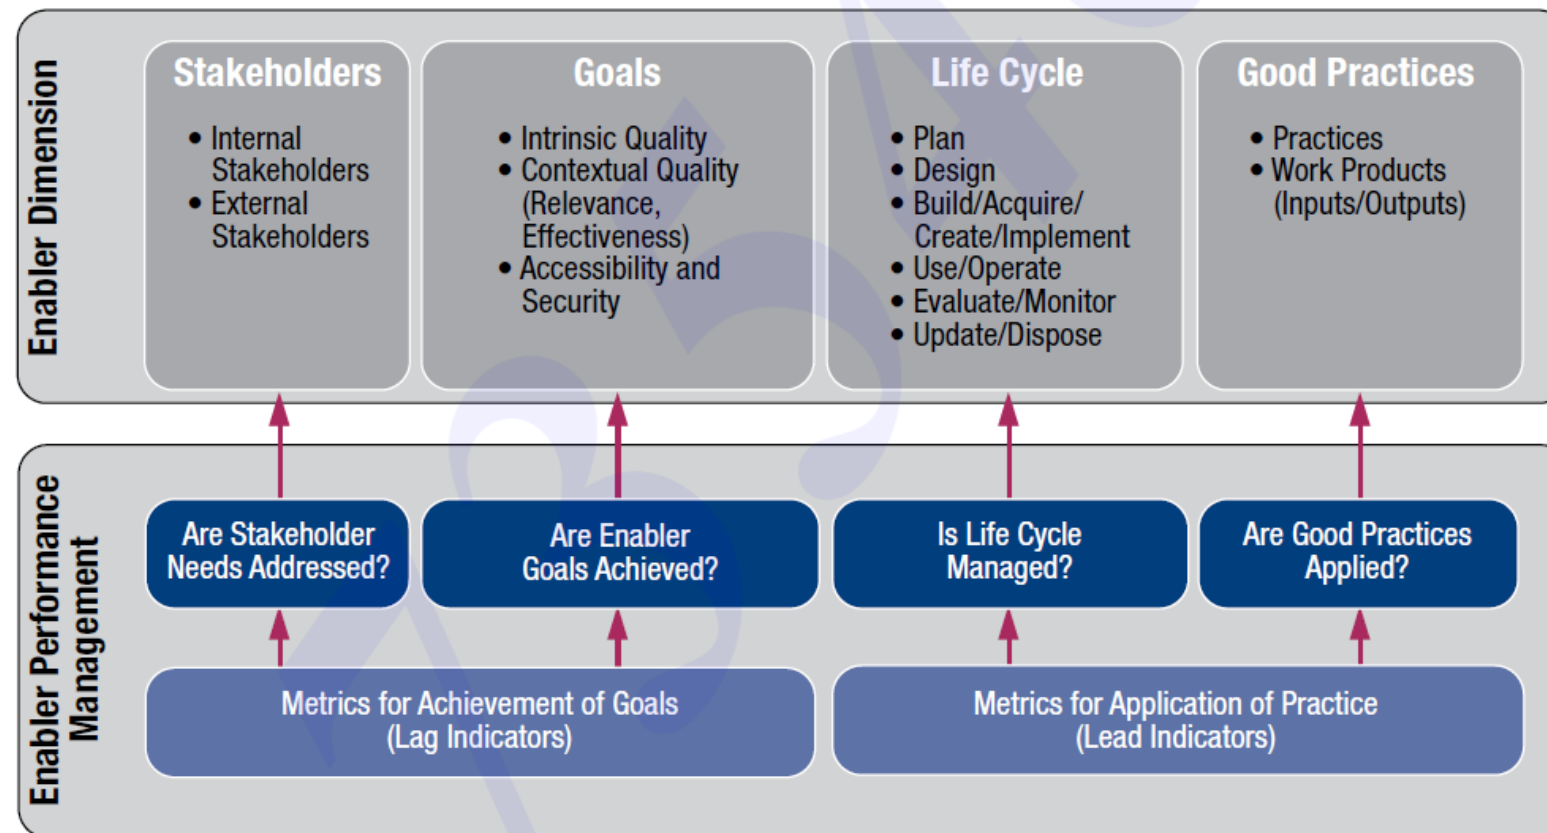 Enabler Dimension
Stakeholders
• Internal
Stakeholders
• External
Stakeholders
Goals
• Intrinsic Quality
• Contextual Quality
(Relevance,
Effectiveness)
• Accessibility and
Security
Life Cycle
• Plan
• Design
• Build/Acquire/
Create/Implement
• Use/Operate
• Evaluate/Monitor
• Update/Dispose
Good Practices
• Practices
• Work Products
(Inputs/Outputs)
Enabler Performance
Management
Are Stakeholder
Needs Addressed?
Are Enabler
Goals Achieved?
Is Life Cycle
Managed?
Are Good Practices
Applied?
Metrics for Achievement of Goals
(Lag Indicators)
Metrics for Application of Practice
(Lead Indicators)